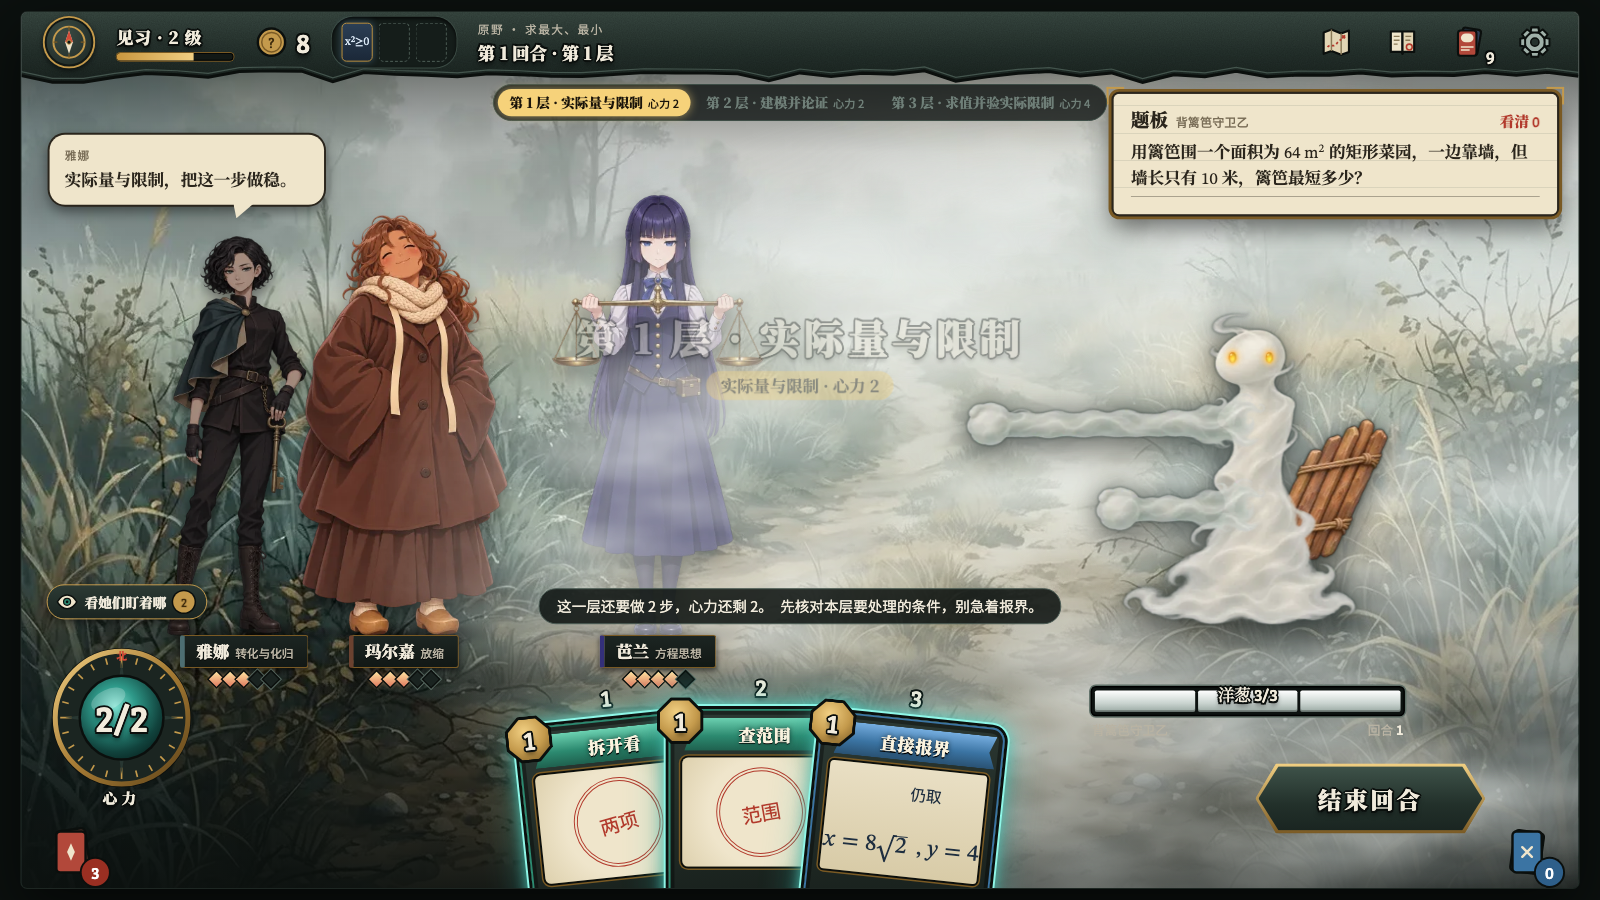 见习·2 级
? 8
x²≥0
原野 · 求最大、最小
第1回合·第1层
9
第1层·实际量与限制 心力2
第2层·建模并论证 心力2
第3层·求值并验实际限制 心力4
题板 背篱笆守卫乙 看清 0
用篱笆围一个面积为 64 m² 的矩形菜园，一边靠墙，但
墙长只有 10 米，篱笆最短多少？
雅娜
实际量与限制，把这一步做稳。
第1层·实际量与限制
实际量与限制·心力 2
看她们盯着哪 2
这一层还要做 2 步，心力还剩 2。 先核对本层要处理的条件，别急着报界。
雅娜 转化与化归
玛尔嘉 放缩
芭兰 方程思想
2/2
心力
3
1
1
拆开看
两项
2
1
查范围
范围
3
1
直接报界
仍取
x = 8√2 , y = 4
洋葱 3/3
回合 1
结束回合
0